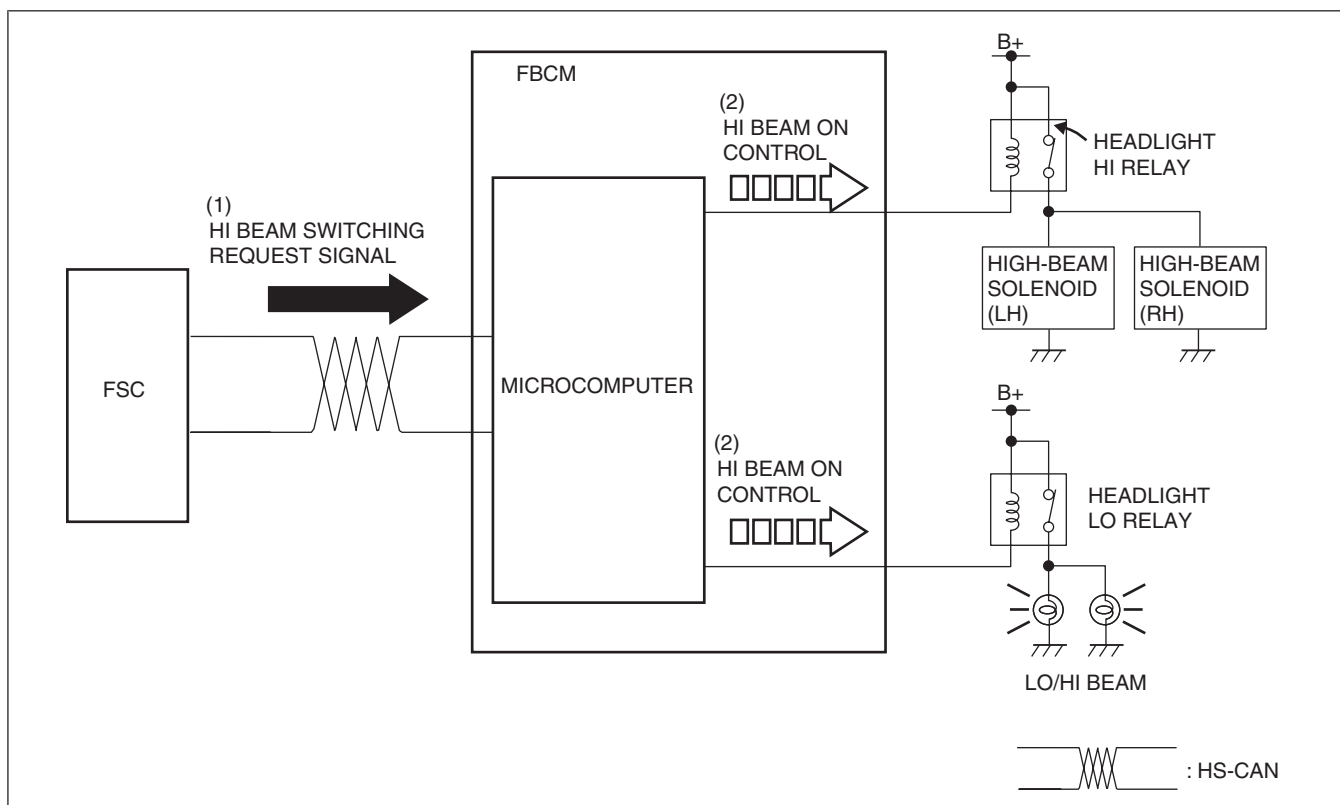 FBCM
(2)
HI BEAM ON
CONTROL
B+
HEADLIGHT
HI RELAY
(1)
HI BEAM SWITCHING
REQUEST SIGNAL
HIGH-BEAM
SOLENOID
(LH)
HIGH-BEAM
SOLENOID
(RH)
FSC
MICROCOMPUTER
B+
(2)
HI BEAM ON
CONTROL
HEADLIGHT
LO RELAY
LO/HI BEAM
: HS-CAN